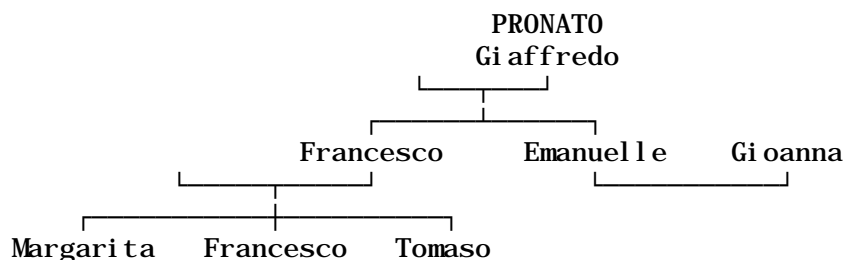 PRONATO
Giaffredo
Francesco Emanuelle Gioanna
Margarita Francesco Tomaso